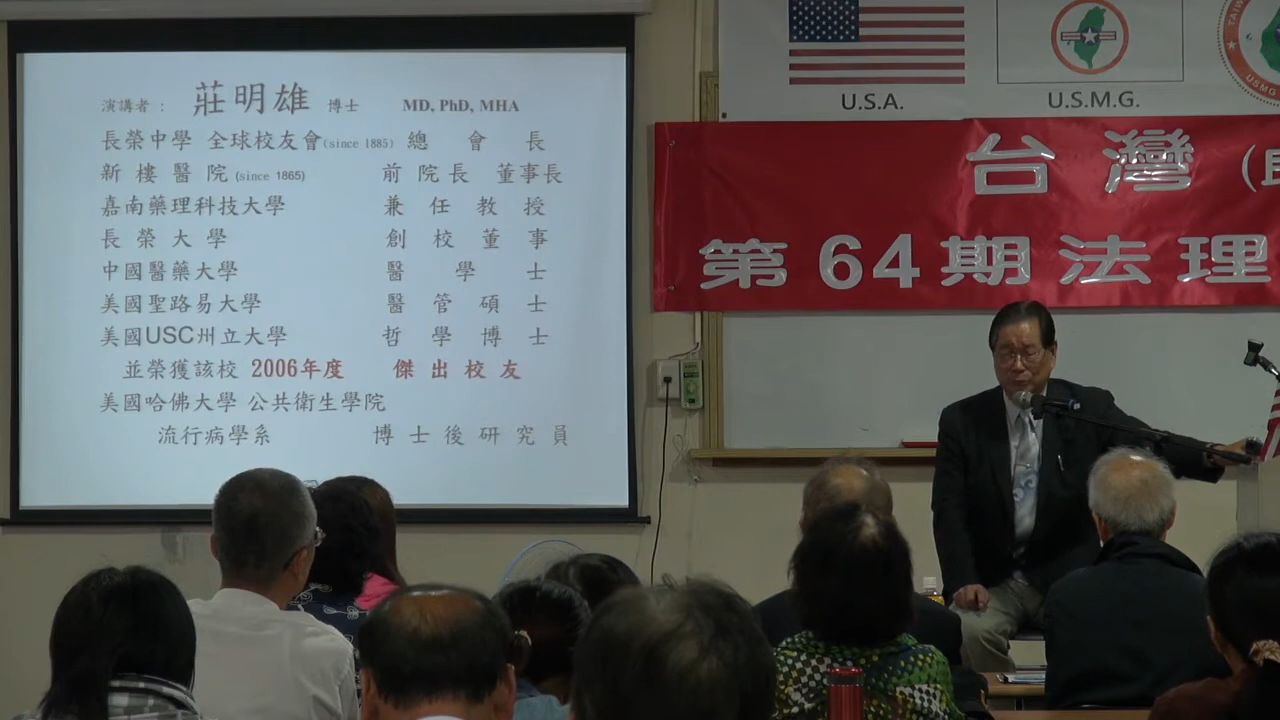 演講者： 莊明雄 博士 MD, PhD, MHA
長榮中學 全球校友會(since 1885) 總會長
新樓醫院(since 1865) 前院長 董事長
嘉南藥理科技大學 兼任教授
長榮大學 創校董事
中國醫藥大學 醫學士
美國聖路易大學 醫管碩士
美國USC州立大學 哲學博士
並榮獲該校 2006年度 傑出校友
美國哈佛大學 公共衛生學院
流行病學系 博士後研究員
U.S.A.
U.S.M.G.
TAIW
USMG
台灣(
第64期法理